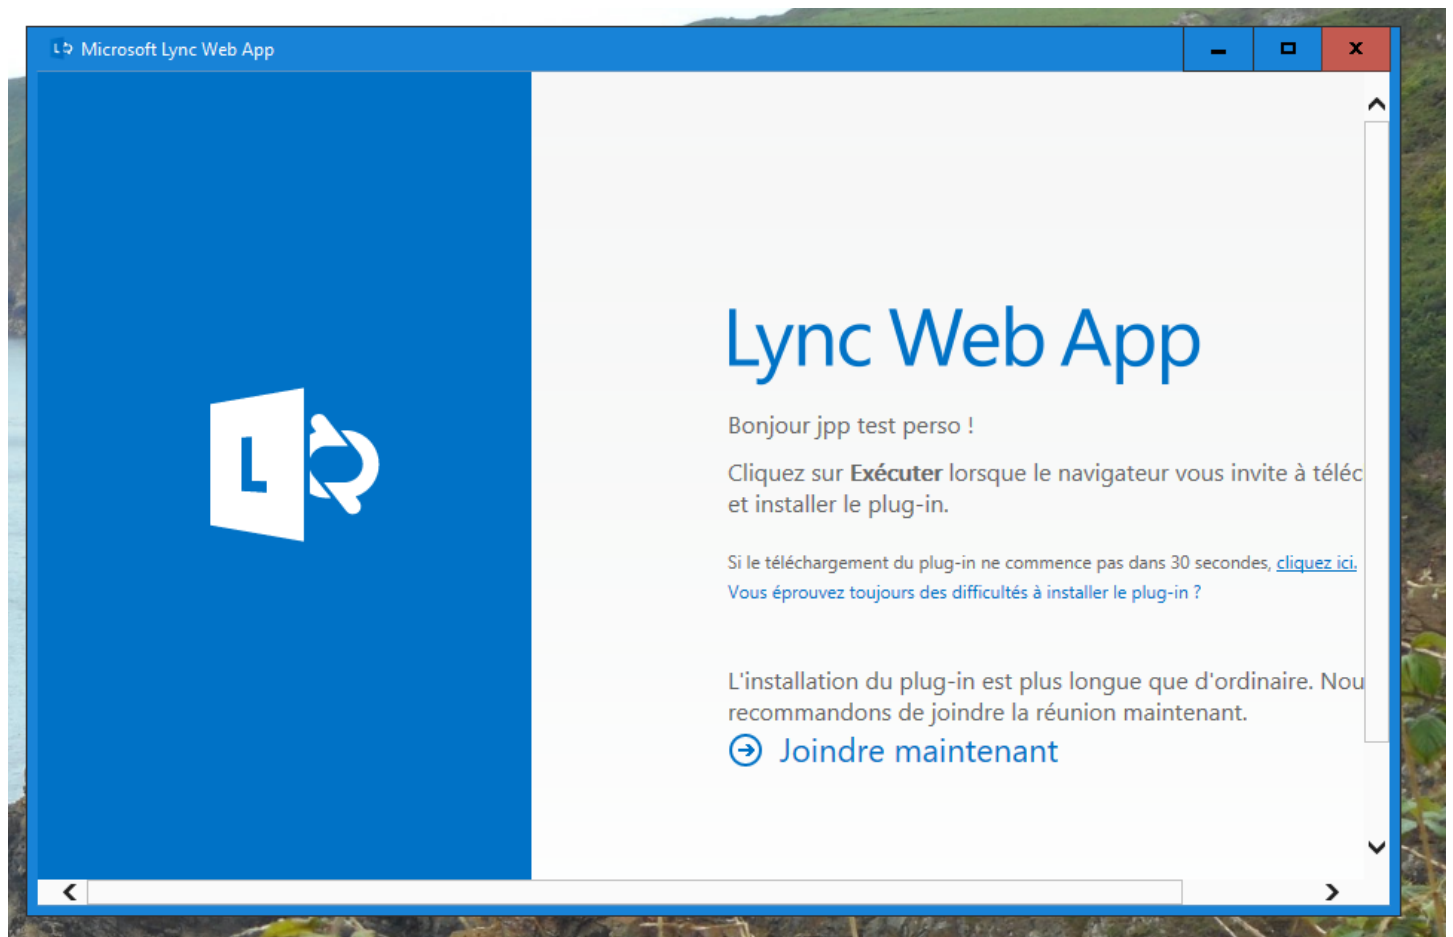 Microsoft Lync Web App
L
Lync Web App
Bonjour jpp test perso !
Cliquez sur Exécuter lorsque le navigateur vous invite à téléc
et installer le plug-in.
Si le téléchargement du plug-in ne commence pas dans 30 secondes, cliquez ici.
Vous éprouvez toujours des difficultés à installer le plug-in ?
L'installation du plug-in est plus longue que d'ordinaire. Nou
recommandons de joindre la réunion maintenant.
Joindre maintenant